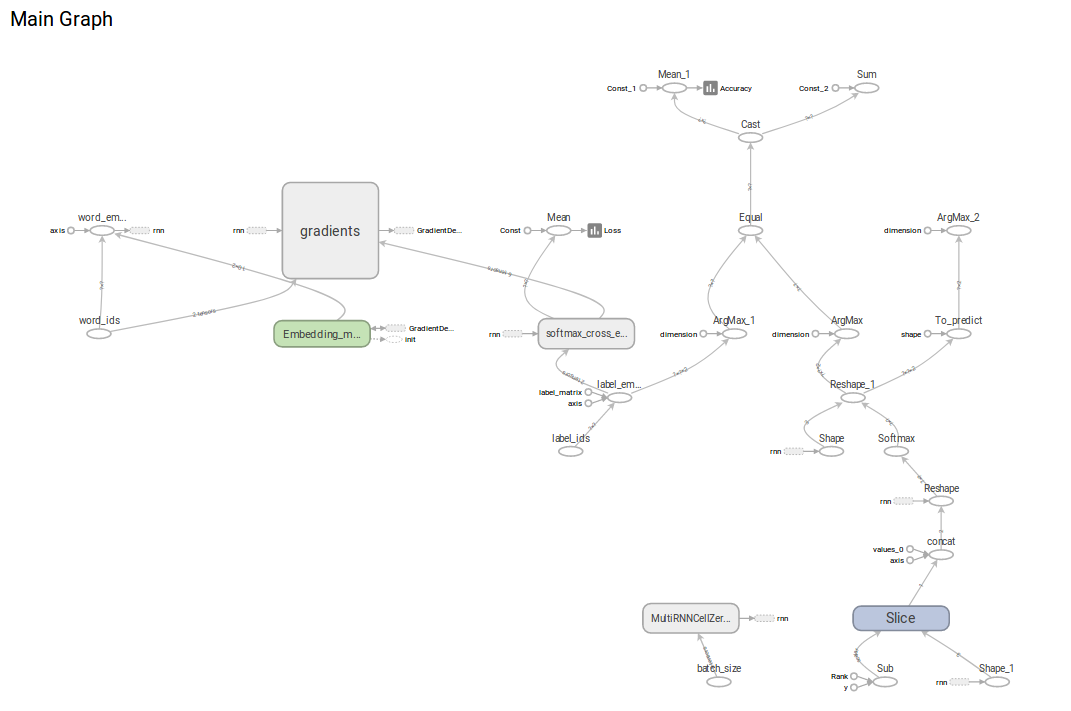 Main Graph
Mean_1
Sum
Const_1
Accuracy
Const_2
Cast
word_em...
axis
rnn
rnn
gradients
GradientDe...
Mean
Const
Loss
Equal
ArgMax_2
dimension
2 tensors
word_ids
Embedding_m...
GradientDe...
init
rnn
softmax_cross_e...
ArgMax_1
dimension
ArgMax
dimension
To_predict
shape
label_em...
label_matrix
axis
Reshape_1
label_ids
Shape
rnn
Softmax
Reshape
rnn
concat
values_0
axis
MultiRNNCellZer...
rnn
Slice
batch_size
Sub
Rank
y
Shape_1
rnn